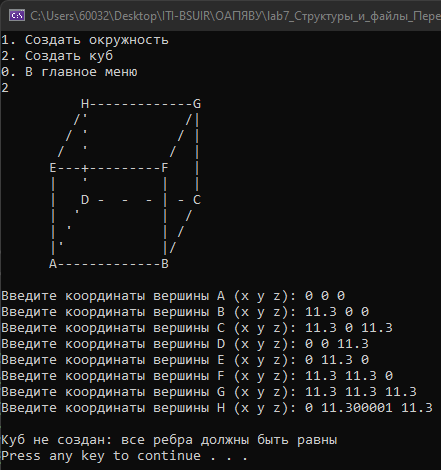 C:\Users\60032\Desktop\ITI-BSUIR\ОАПЯВУ\lab7_Структуры_и_файлы_Пере
1. Создать окружность
2. Создать куб
0. В главное меню
2
          H-------------G
         /'            /|
        / '           / |
       /  '          /  |
      E---+---------F   |
      |   '         |   |
      |   D -  -  - | - C
      |  '          |  /
      | '           | /
      |'            |/
      A-------------B
Введите координаты вершины A (x y z): 0 0 0
Введите координаты вершины B (x y z): 11.3 0 0
Введите координаты вершины C (x y z): 11.3 0 11.3
Введите координаты вершины D (x y z): 0 0 11.3
Введите координаты вершины E (x y z): 0 11.3 0
Введите координаты вершины F (x y z): 11.3 11.3 0
Введите координаты вершины G (x y z): 11.3 11.3 11.3
Введите координаты вершины H (x y z): 0 11.300001 11.3
Куб не создан: все ребра должны быть равны
Press any key to continue . . .